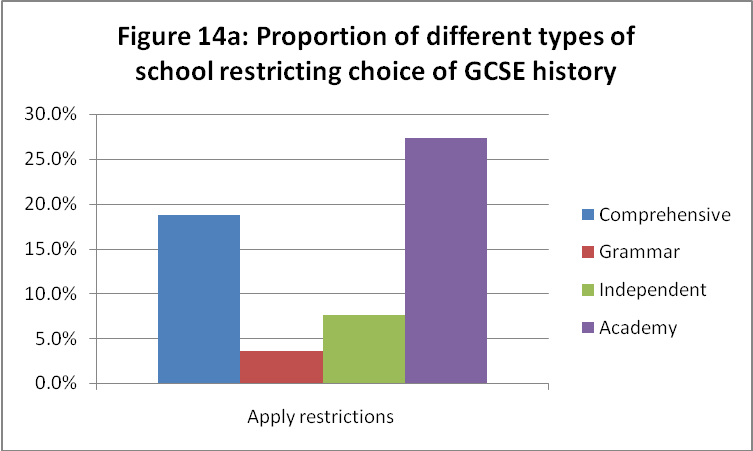 Figure 14a: Proportion of different types of
school restricting choice of GCSE history
30.0%
25.0%
20.0%
15.0%
10.0%
5.0%
0.0%
Apply restrictions
Comprehensive
Grammar
Independent
Academy